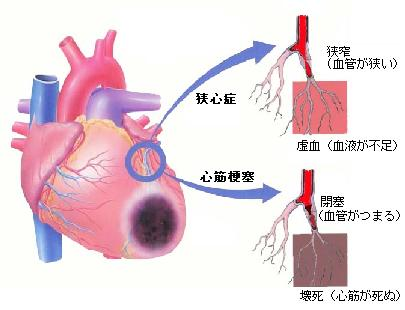 狭心症
狭窄
(血管が狭い)
虚血(血液が不足)
心筋梗塞
閉塞
(血管がつまる)
壊死(心筋が死ぬ)